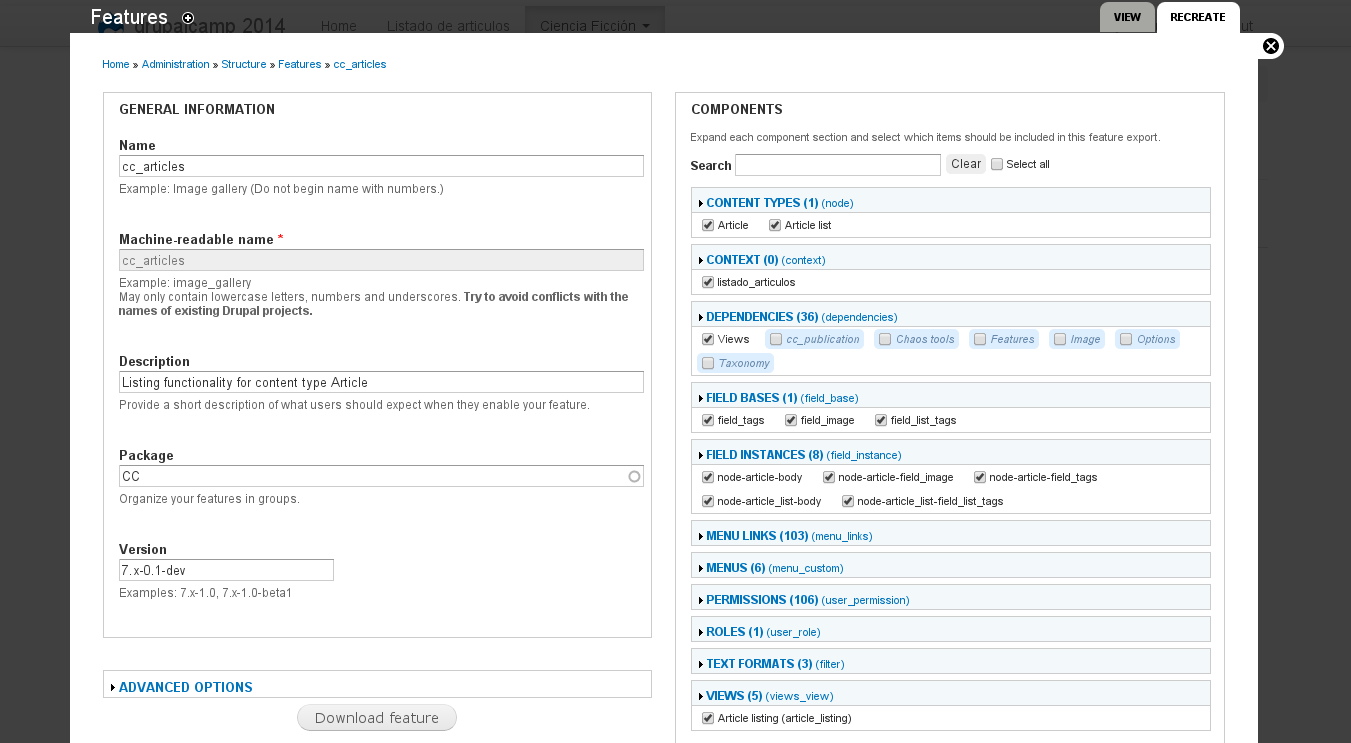 Features
VIEW
RECREATE
drupalcamp 2014
Home
Listado de articulos
Ciencia Ficción
Home » Administration » Structure » Features » cc_articles
GENERAL INFORMATION
Name
cc_articles
Example: Image gallery (Do not begin name with numbers.)
Machine-readable name *
cc_articles
Example: image_gallery
May only contain lowercase letters, numbers and underscores. Try to avoid conflicts with the
names of existing Drupal projects.
Description
Listing functionality for content type Article
Provide a short description of what users should expect when they enable your feature.
Package
CC
Organize your features in groups.
Version
7.x-0.1-dev
Examples: 7.x-1.0, 7.x-1.0-beta1
ADVANCED OPTIONS
Download feature
COMPONENTS
Expand each component section and select which items should be included in this feature export.
Search
Clear
Select all
CONTENT TYPES (1) (node)
Article
Article list
CONTEXT (0) (context)
listado_articulos
DEPENDENCIES (36) (dependencies)
Views
cc_publication
Chaos tools
Features
Image
Options
Taxonomy
FIELD BASES (1) (field_base)
field_tags
field_image
field_list_tags
FIELD INSTANCES (8) (field_instance)
node-article-body
node-article-field_image
node-article-field_tags
node-article_list-body
node-article_list-field_list_tags
MENU LINKS (103) (menu_links)
MENUS (6) (menu_custom)
PERMISSIONS (106) (user_permission)
ROLES (1) (user_role)
TEXT FORMATS (3) (filter)
VIEWS (5) (views_view)
Article listing (article_listing)